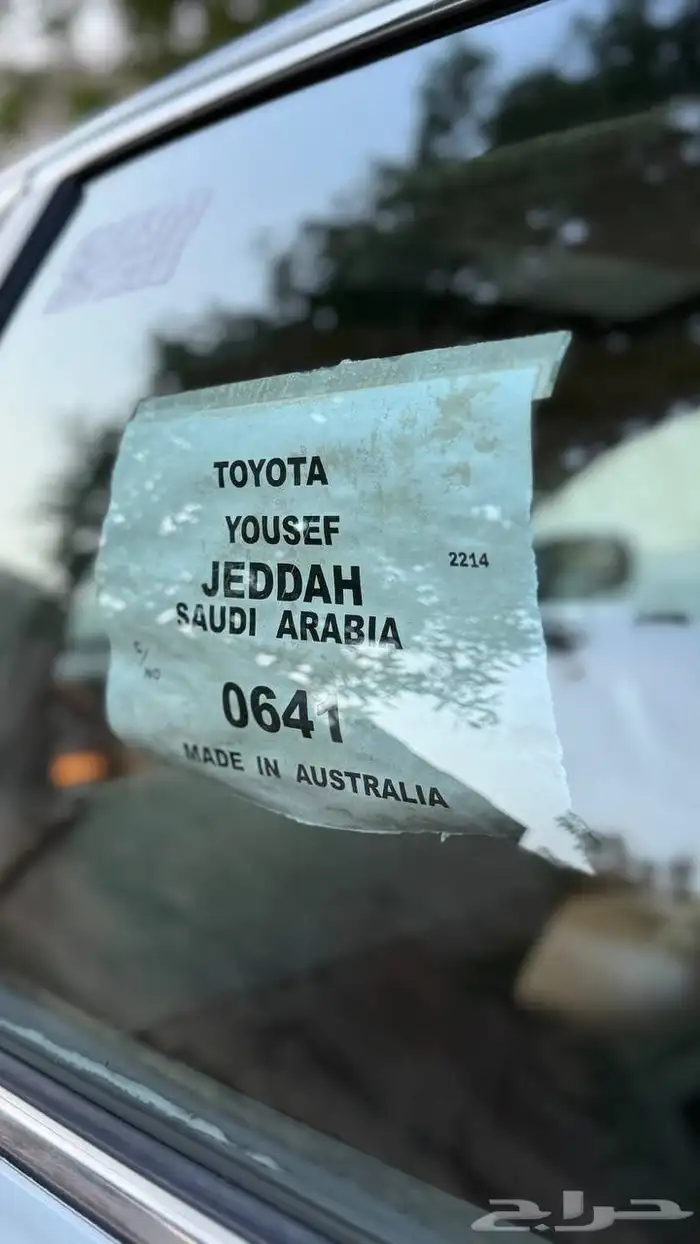 TOYOTA
YOUSEF
2214
JEDDAH
SAUDI ARABIA
C/
NO
0641
MADE IN AUSTRALIA
حراج